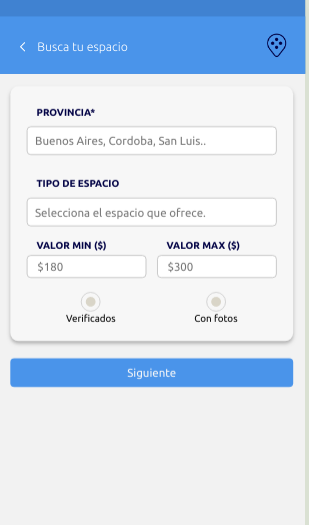 Busca tu espacio
PROVINCIA*
Buenos Aires, Cordoba, San Luis..
TIPO DE ESPACIO
Selecciona el espacio que ofrece.
VALOR MIN ($) VALOR MAX ($)
$180 $300
Verificados Con fotos
Siguiente